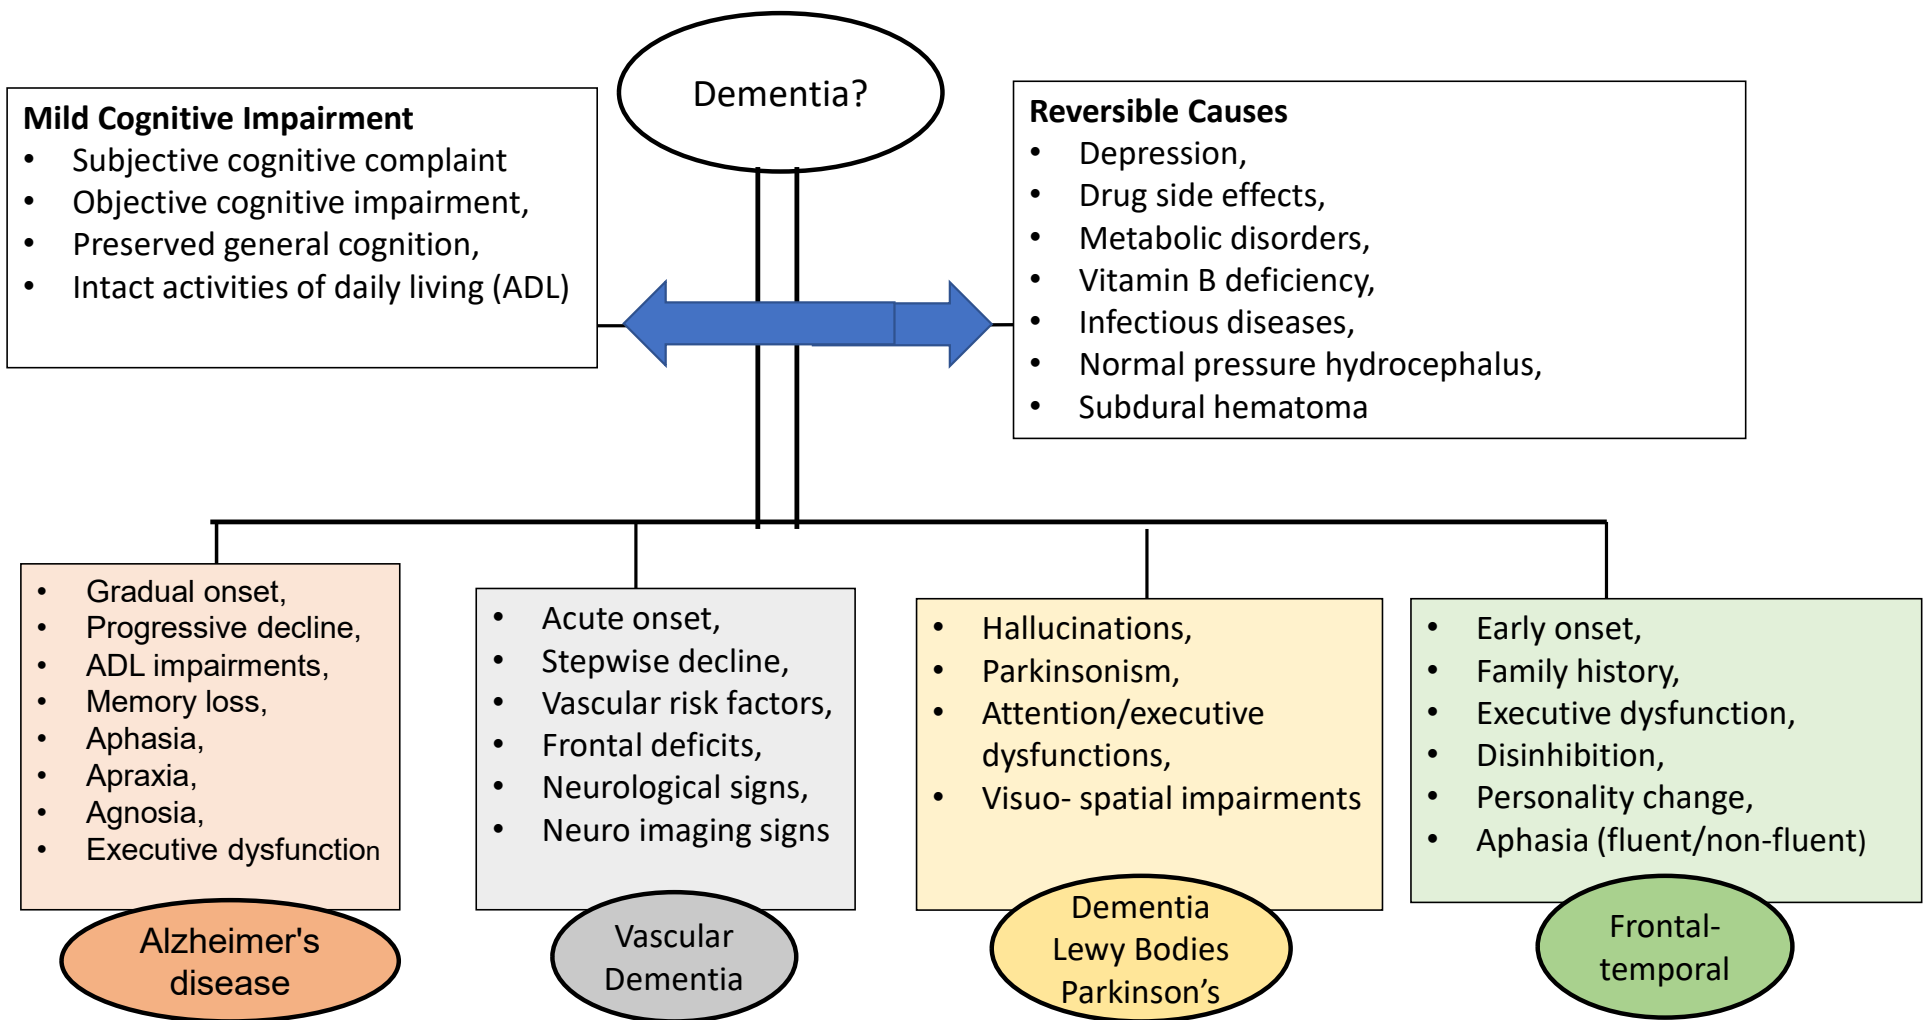 Dementia?
Mild Cognitive Impairment
• Subjective cognitive complaint
• Objective cognitive impairment,
• Preserved general cognition,
• Intact activities of daily living (ADL)
Reversible Causes
• Depression,
• Drug side effects,
• Metabolic disorders,
• Vitamin B deficiency,
• Infectious diseases,
• Normal pressure hydrocephalus,
• Subdural hematoma
• Gradual onset,
• Progressive decline,
• ADL impairments,
• Memory loss,
• Aphasia,
• Apraxia,
• Agnosia,
• Executive dysfunction
Alzheimer's
disease
• Acute onset,
• Stepwise decline,
• Vascular risk factors,
• Frontal deficits,
• Neurological signs,
• Neuro imaging signs
Vascular
Dementia
• Hallucinations,
• Parkinsonism,
• Attention/executive
dysfunctions,
• Visuo- spatial impairments
Dementia
Lewy Bodies
Parkinson’s
• Early onset,
• Family history,
• Executive dysfunction,
• Disinhibition,
• Personality change,
• Aphasia (fluent/non-fluent)
Frontal-
temporal